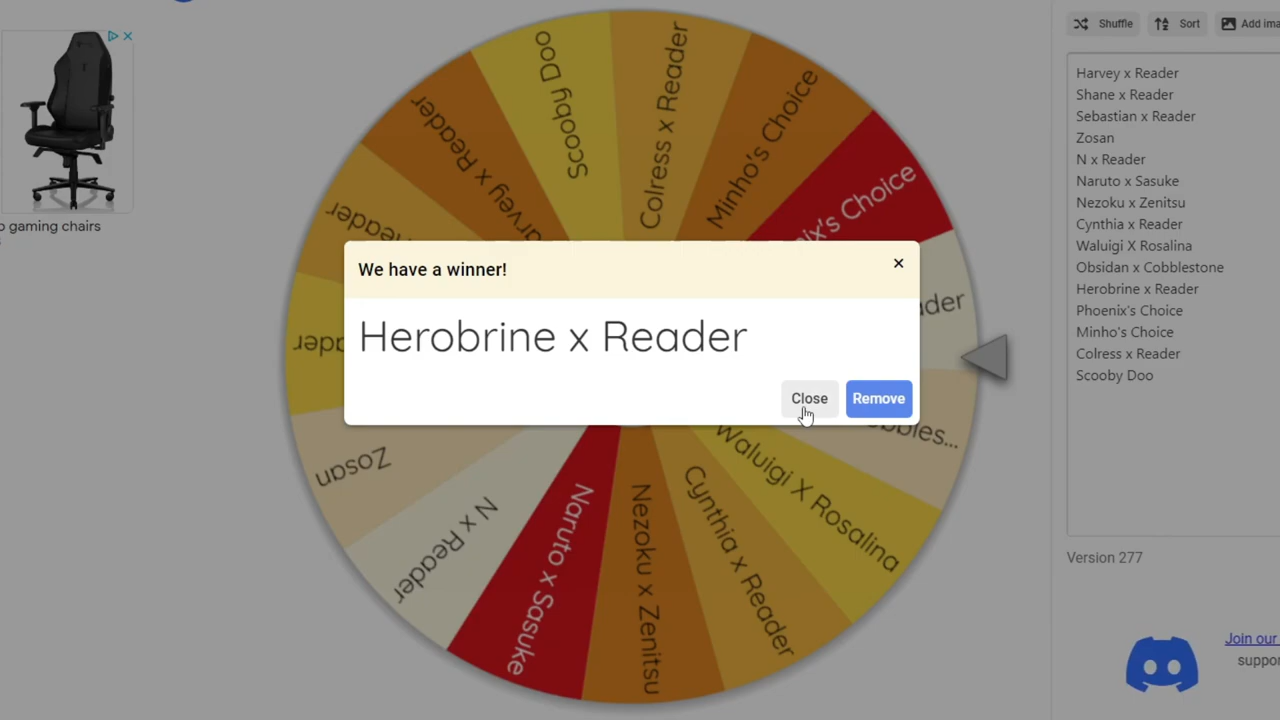 Shuffle
Sort
Add
gaming chairs
Scooby Doo
Colress x Reader
Minho's Choice
Choice
x Reader
Zosan
N x Reader
Naruto x Sasuke
Nezoku x Zenitsu
Cynthia x Reader
Waluigi X Rosalina
We have a winner!
Herobrine x Reader
Close
Remove
Harvey x Reader
Shane x Reader
Sebastian x Reader
Zosan
N x Reader
Naruto x Sasuke
Nezoku x Zenitsu
Cynthia x Reader
Waluigi X Rosalina
Obsidan x Cobblestone
Herobrine x Reader
Phoenix's Choice
Minho's Choice
Colress x Reader
Scooby Doo
Version 277
Join our